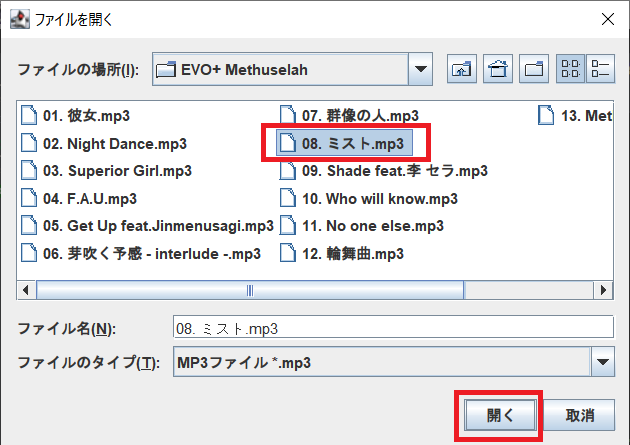 ファイルを開く
ファイルの場所(I): EVO+ Methuselah
01. 彼女.mp3
02. Night Dance.mp3
03. Superior Girl.mp3
04. F.A.U.mp3
05. Get Up feat.Jinmenusagi.mp3
06. 芽吹く予感 - interlude -.mp3
07. 群像の人.mp3
08. ミスト.mp3
09. Shade feat.李 セラ.mp3
10. Who will know.mp3
11. No one else.mp3
12. 輪舞曲.mp3
13. Met
ファイル名(N): 08. ミスト.mp3
ファイルのタイプ(T): MP3ファイル *.mp3
開く 取消